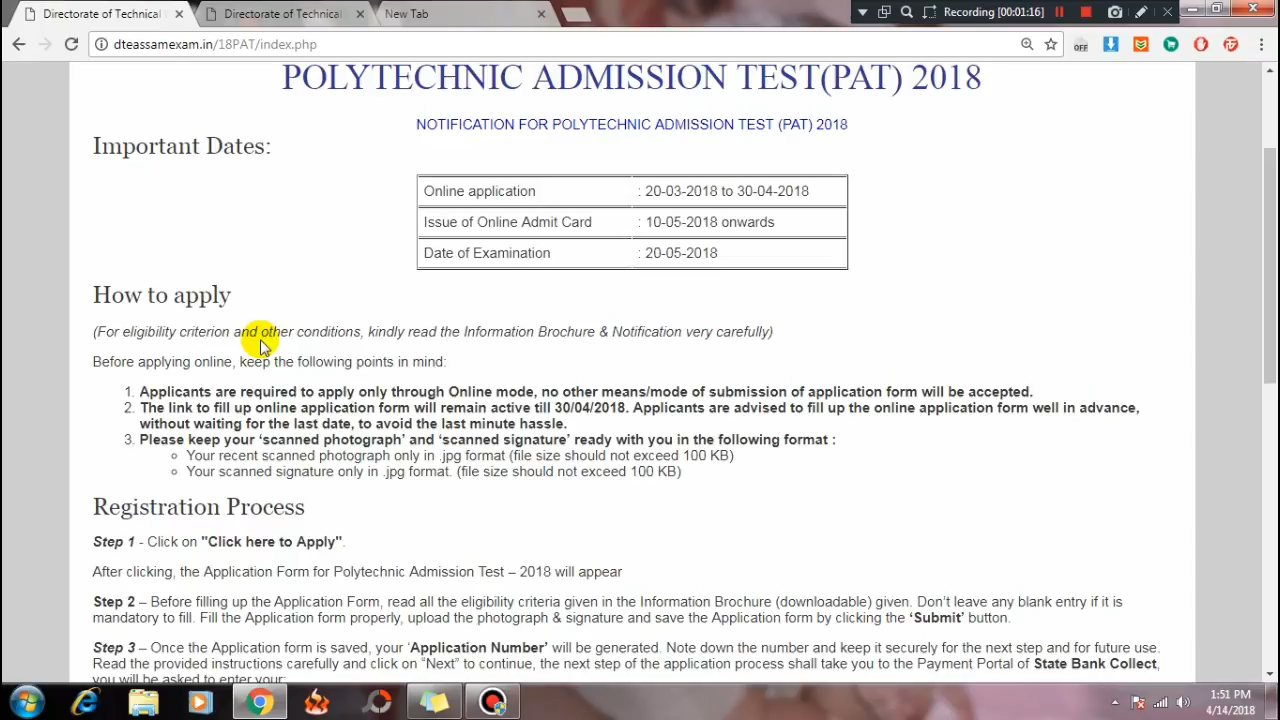 Directorate of Technical
Directorate of Technical
New Tab
Recording [00:01:16]
dteassamexam.in/18PAT/index.php
OFF
POLYTECHNIC ADMISSION TEST(PAT) 2018
NOTIFICATION FOR POLYTECHNIC ADMISSION TEST (PAT) 2018
Important Dates:
Online application : 20-03-2018 to 30-04-2018
Issue of Online Admit Card : 10-05-2018 onwards
Date of Examination : 20-05-2018
How to apply
(For eligibility criterion and other conditions, kindly read the Information Brochure & Notification very carefully)
Before applying online, keep the following points in mind:
1. Applicants are required to apply only through Online mode, no other means/mode of submission of application form will be accepted.
2. The link to fill up online application form will remain active till 30/04/2018. Applicants are advised to fill up the online application form well in advance,
without waiting for the last date, to avoid the last minute hassle.
3. Please keep your ‘scanned photograph’ and ‘scanned signature’ ready with you in the following format :
Your recent scanned photograph only in .jpg format (file size should not exceed 100 KB)
Your scanned signature only in .jpg format. (file size should not exceed 100 KB)
Registration Process
Step 1 - Click on "Click here to Apply".
After clicking, the Application Form for Polytechnic Admission Test – 2018 will appear
Step 2 – Before filling up the Application Form, read all the eligibility criteria given in the Information Brochure (downloadable) given. Don’t leave any blank entry if it is
mandatory to fill. Fill the Application form properly, upload the photograph & signature and save the Application form by clicking the ‘Submit’ button.
Step 3 – Once the Application form is saved, your ‘Application Number’ will be generated. Note down the number and keep it securely for the next step and for future use.
Read the provided instructions carefully and click on “Next” to continue, the next step of the application process shall take you to the Payment Portal of State Bank Collect,
you will be asked to enter your:
1:51 PM
4/14/2018